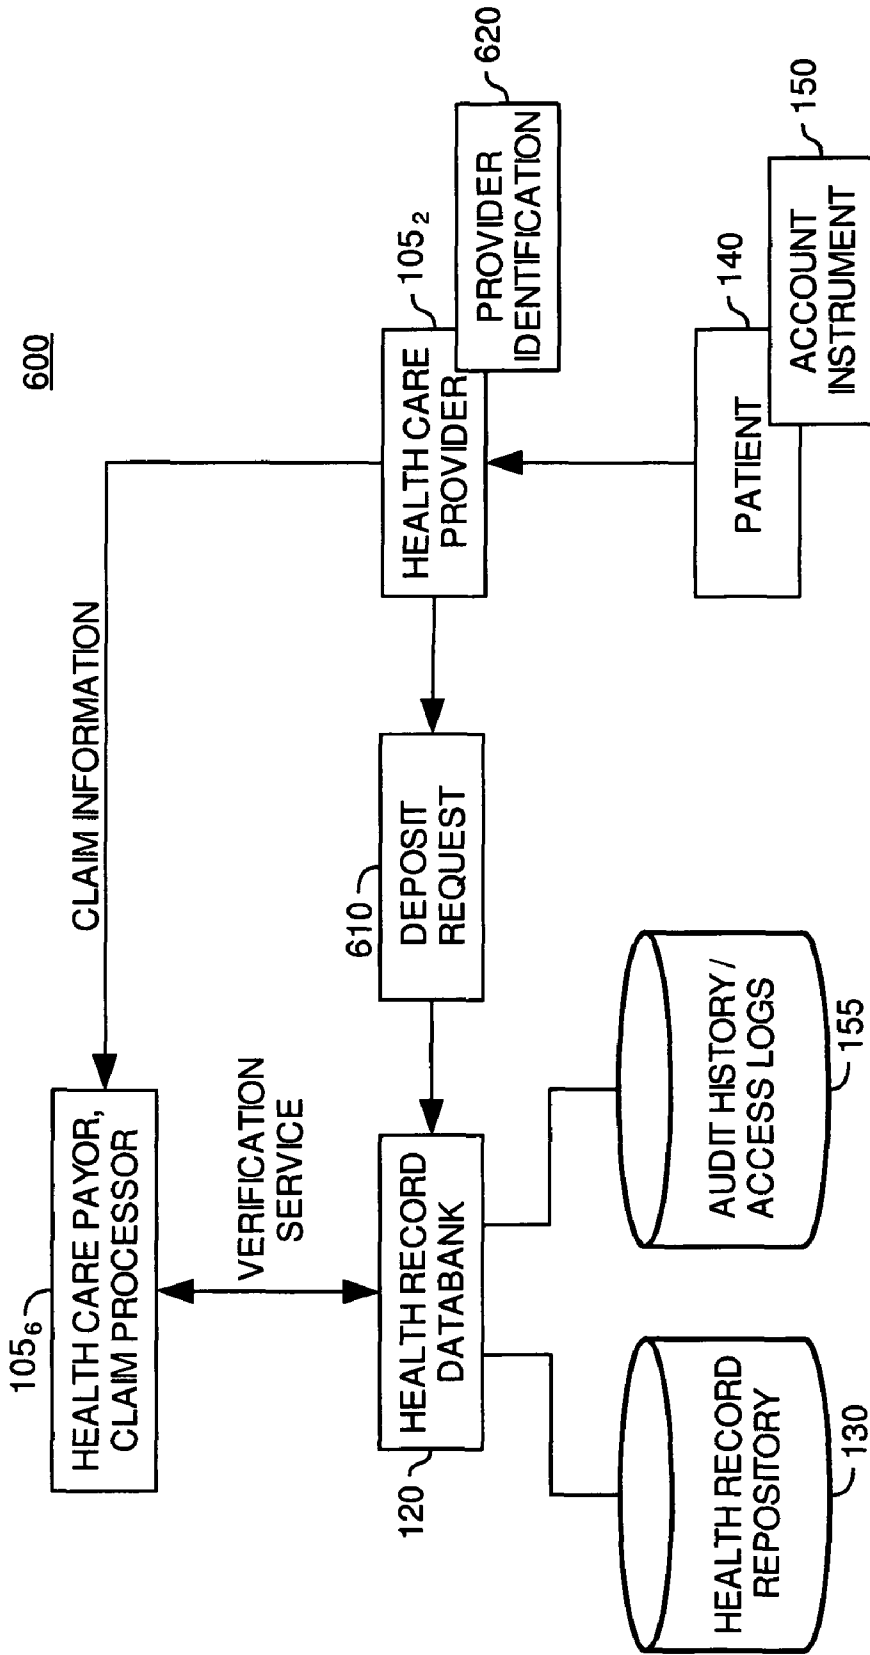 600
CLAIM INFORMATION
105₆
HEALTH CARE PAYOR,
CLAIM PROCESSOR
VERIFICATION
SERVICE
120
HEALTH RECORD
DATABANK
610
DEPOSIT
REQUEST
105₂
HEALTH CARE
PROVIDER
620
PROVIDER
IDENTIFICATION
HEALTH RECORD
REPOSITORY
130
AUDIT HISTORY/
ACCESS LOGS
155
140
PATIENT
150
ACCOUNT
INSTRUMENT